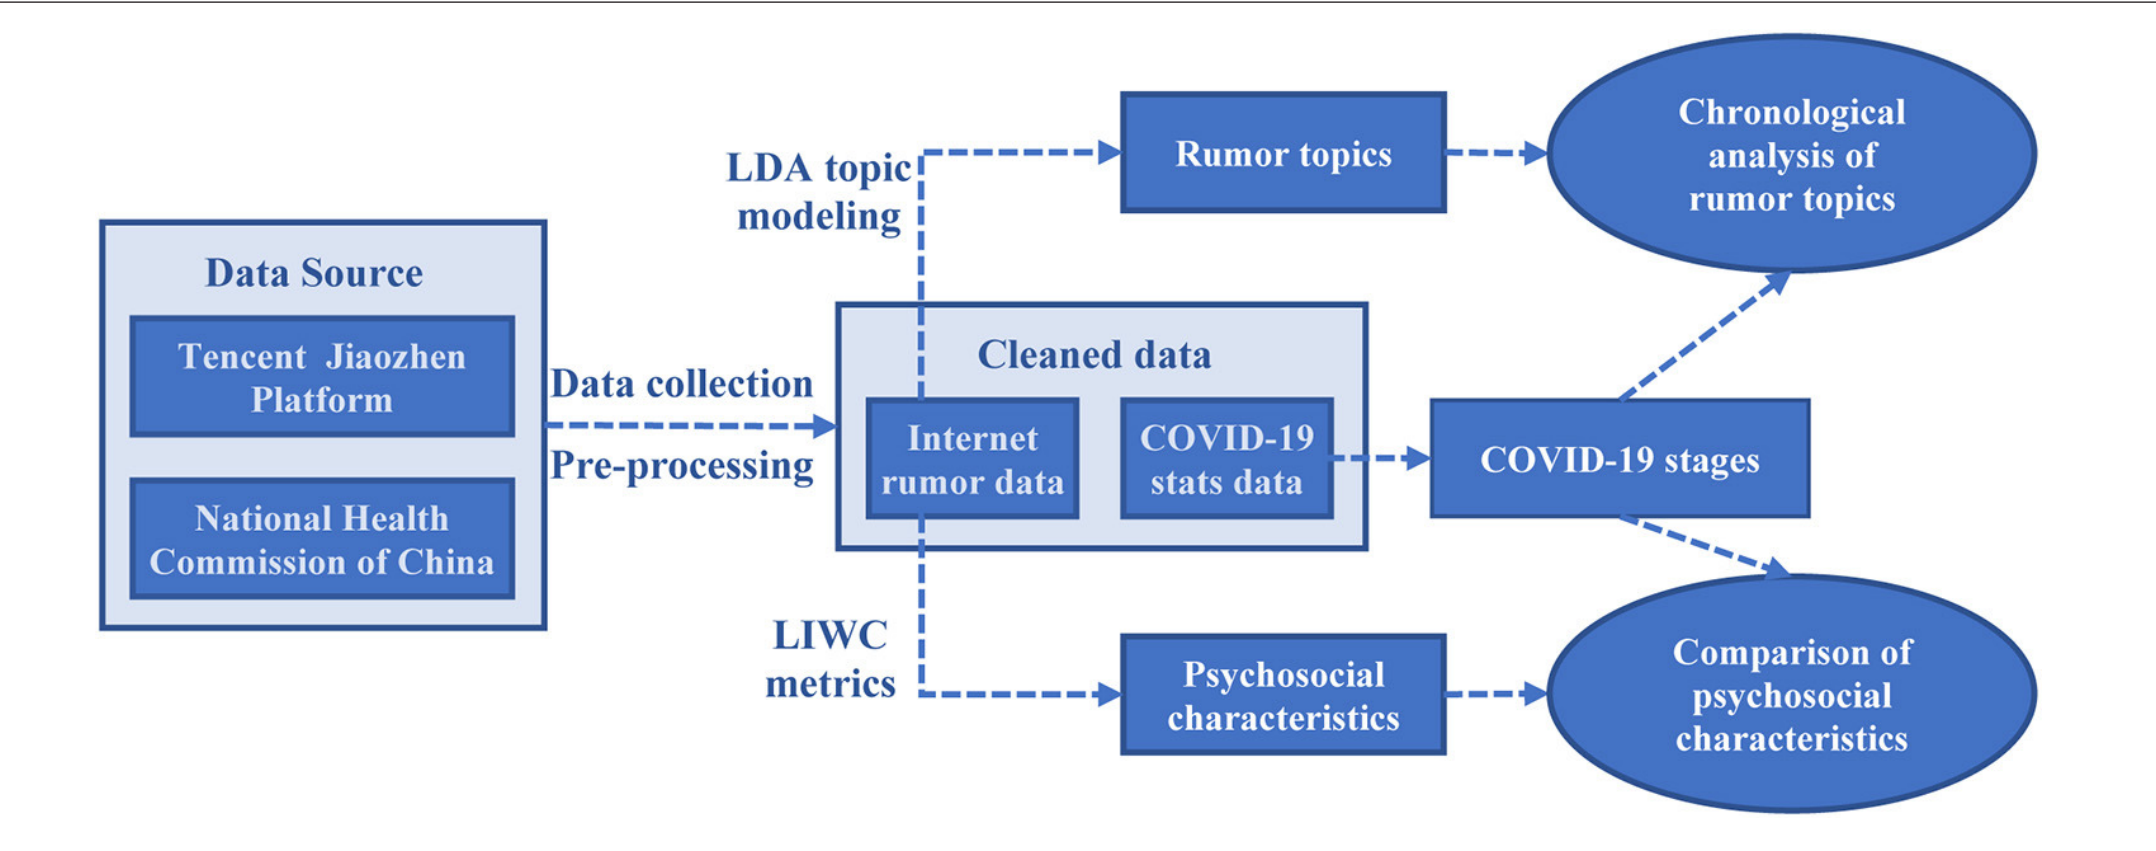 Data Source
Tencent Jiaozhen
Platform
National Health
Commission of China
Data collection
Pre-processing
LDA topic
modeling
LIWC
metrics
Cleaned data
Internet
rumor data
COVID-19
stats data
Rumor topics
Psychosocial
characteristics
COVID-19 stages
Chronological
analysis of
rumor topics
Comparison of
psychosocial
characteristics